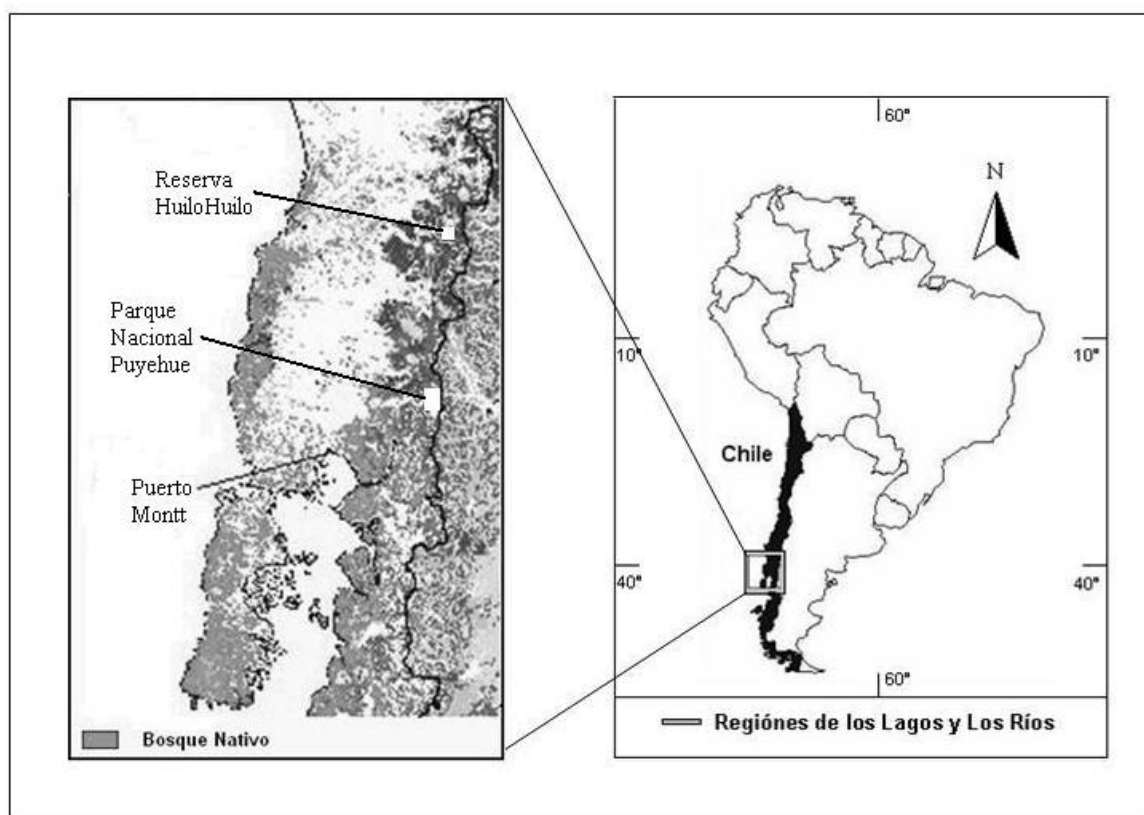 Reserva
HuiloHuilo
Parque
Nacional
Puyehue
Puerto
Montt
Bosque Nativo
60°
N
10°
10°
Chile
40°
40°
60°
Regiónes de los Lagos y Los Ríos